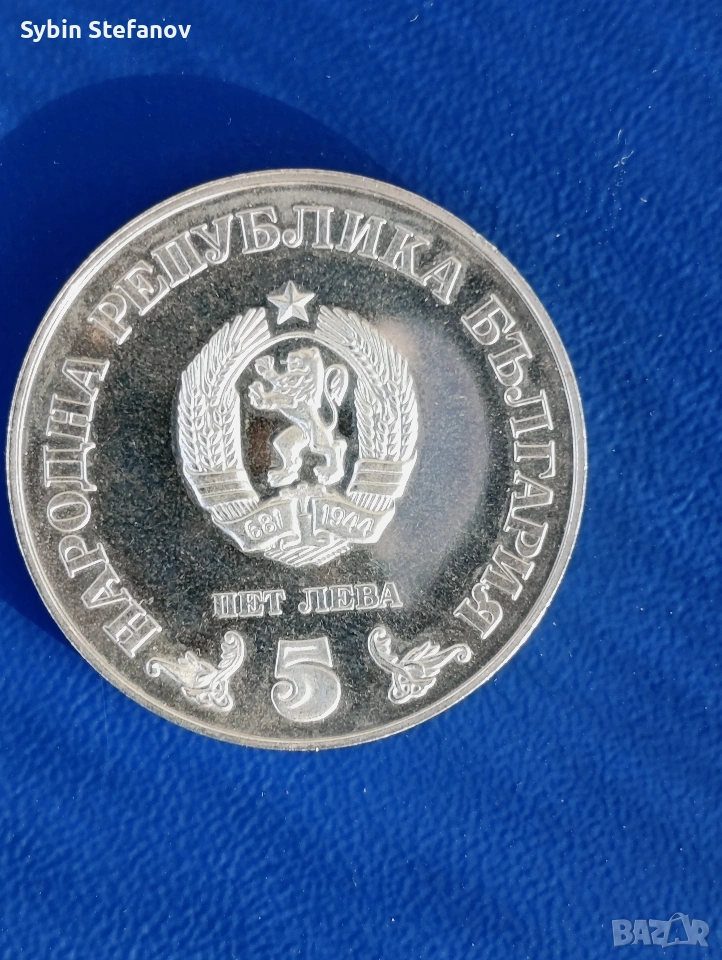 Sybin Stefanov
НАРОДНА РЕПУБЛИКА БЪЛГАРИЯ
681 1944
ПЕТ ЛЕВА
5
BAZAR